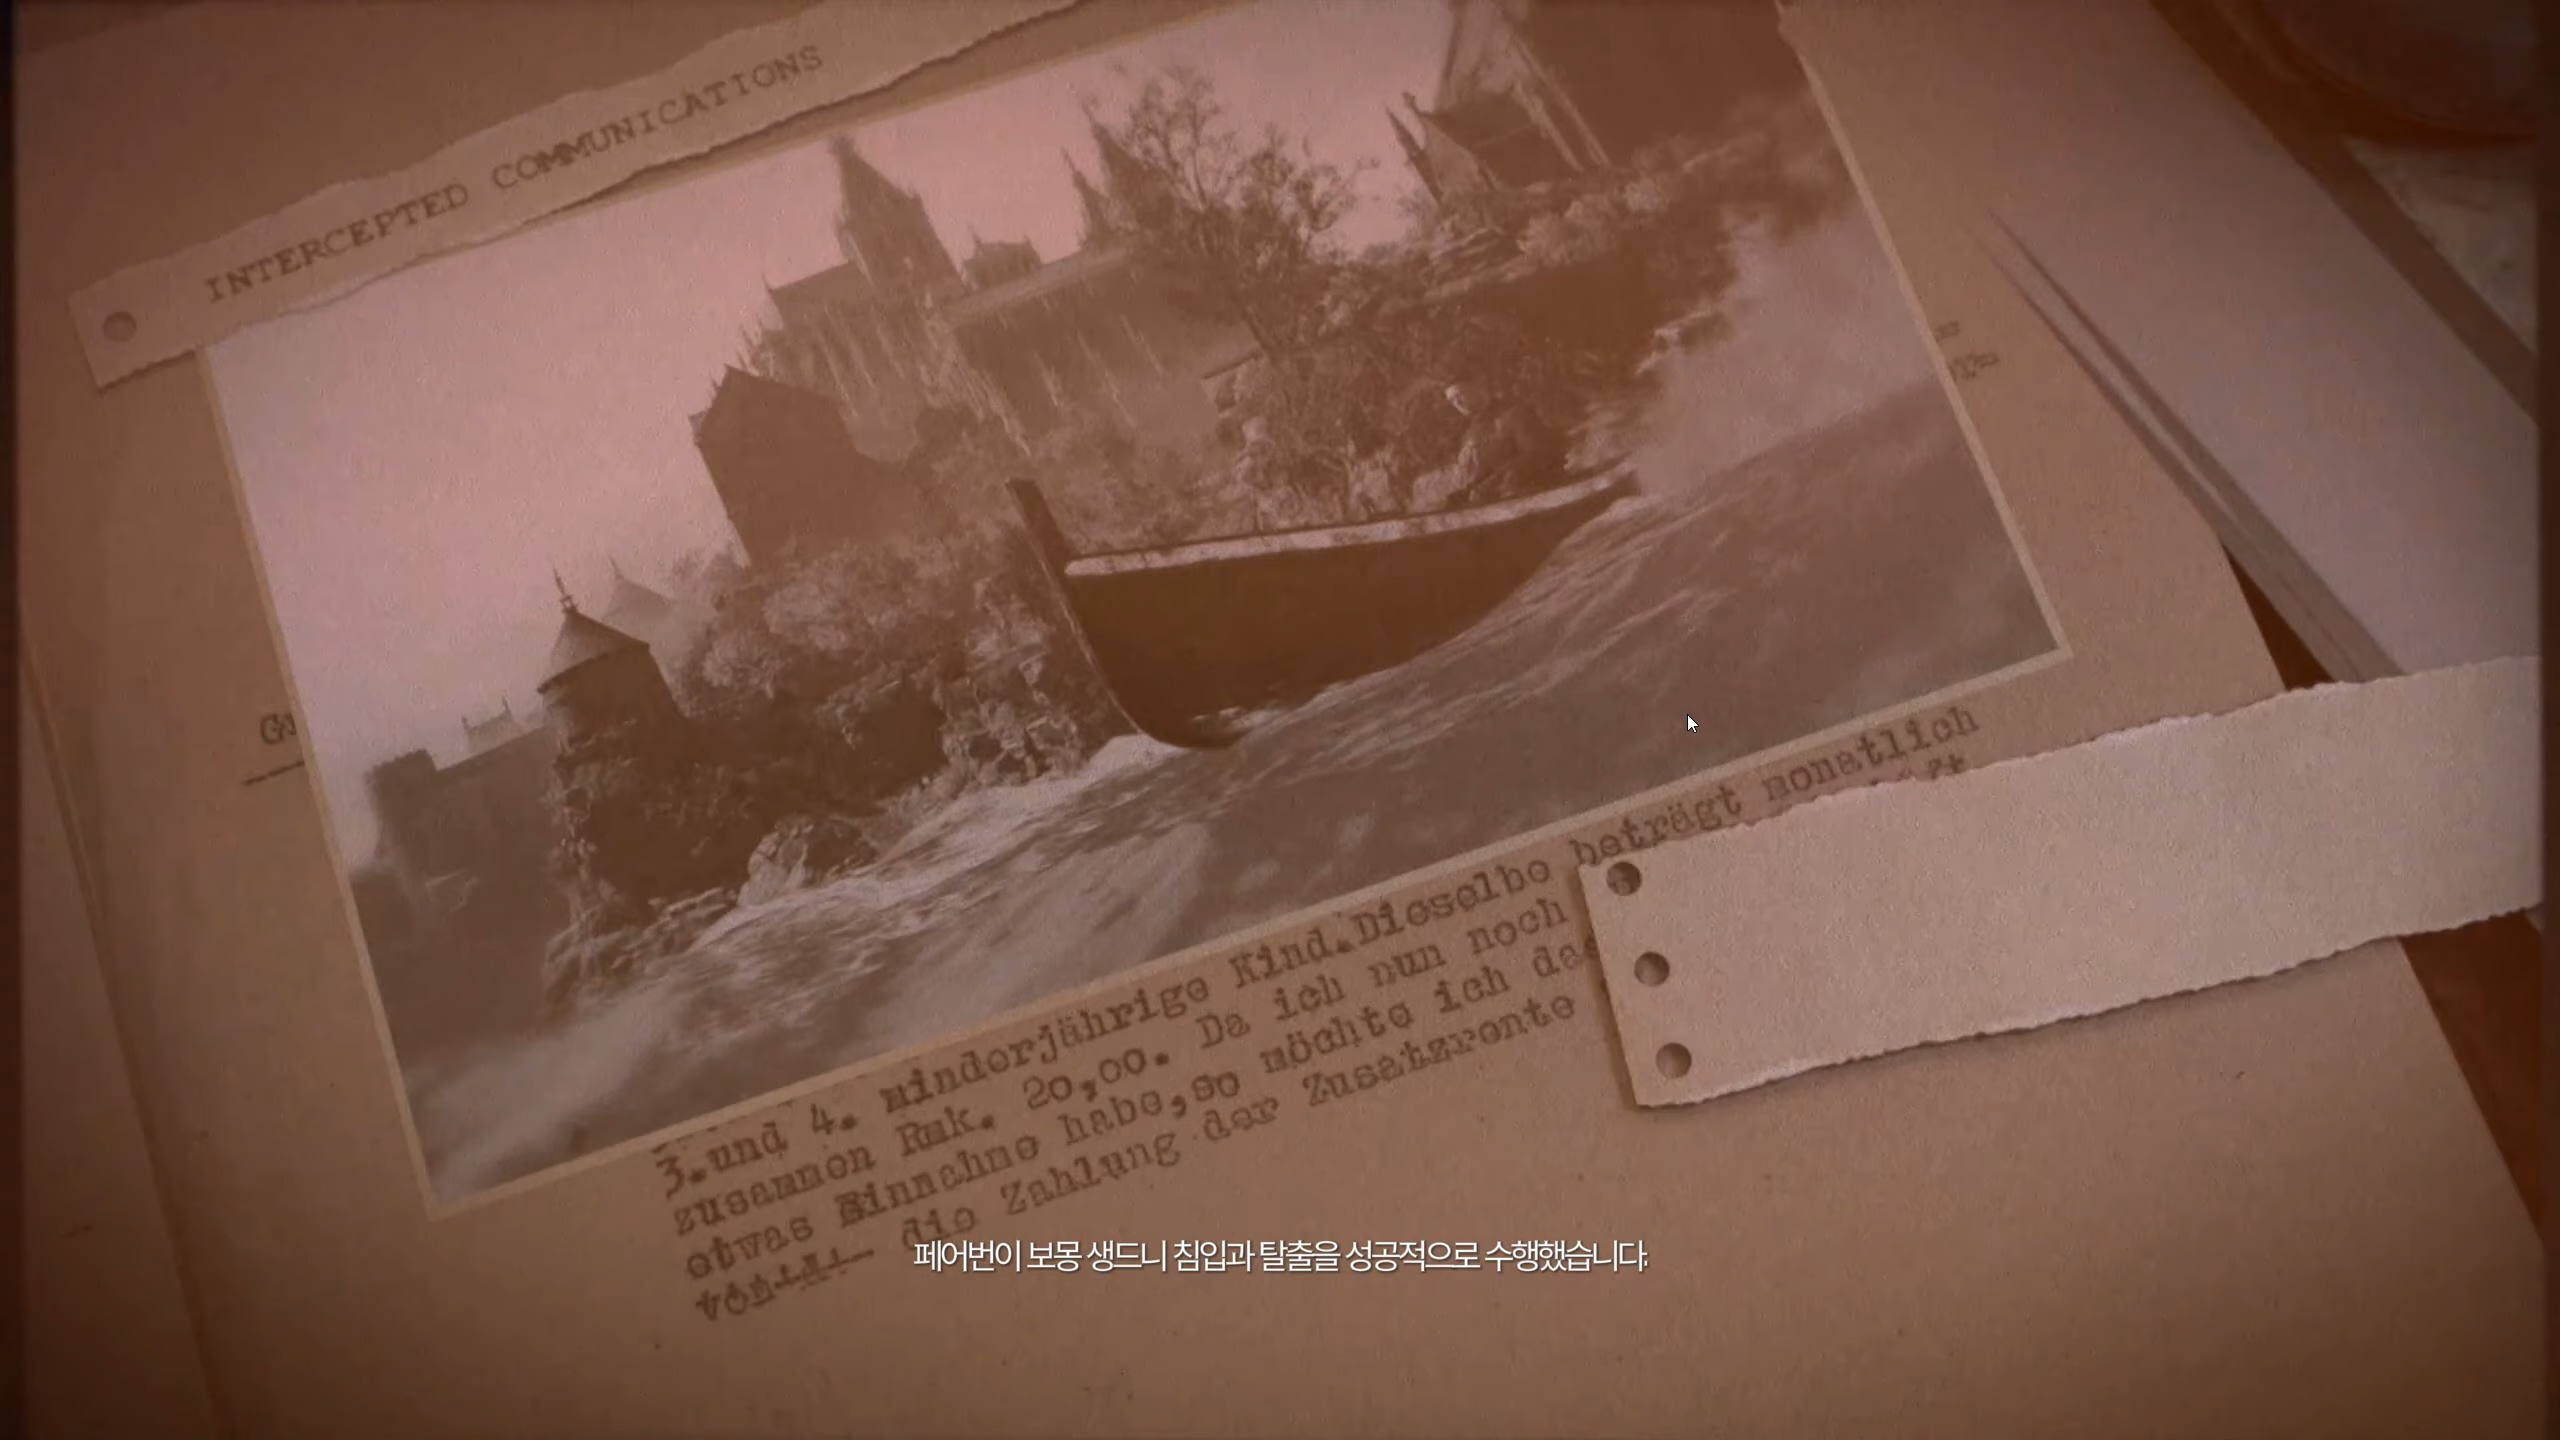 INTERCEPTED COMMUNICATIONS
beträgt monatlich
3.und 4. minderjährige Kind.Dieselbe
zusammen Rmk. 20,00. Da ich nun noch
etwas Einnahme habe,so möchte ich das
die Zahlung der Zusatzrente
페어번이 보몽 생드니 침입과 탈출을 성공적으로 수행했습니다.